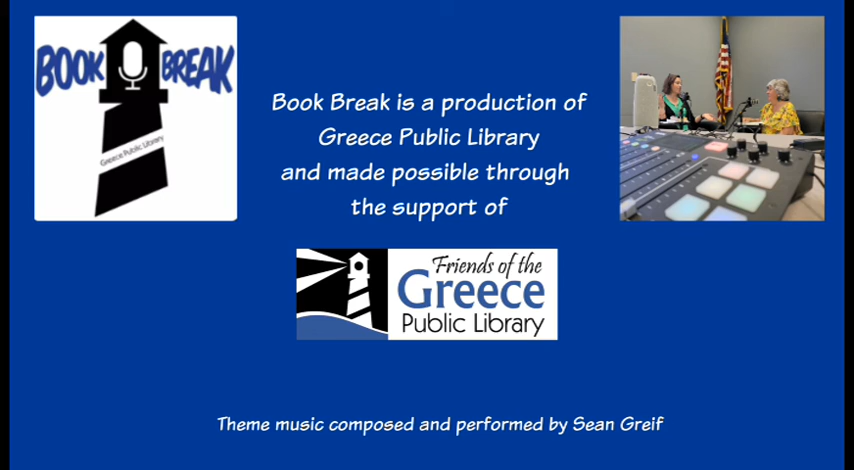 BOOK BREAK
Greece Public Library
Book Break is a production of
Greece Public Library
and made possible through
the support of
Friends of the
Greece
Public Library
Theme music composed and performed by Sean Greif